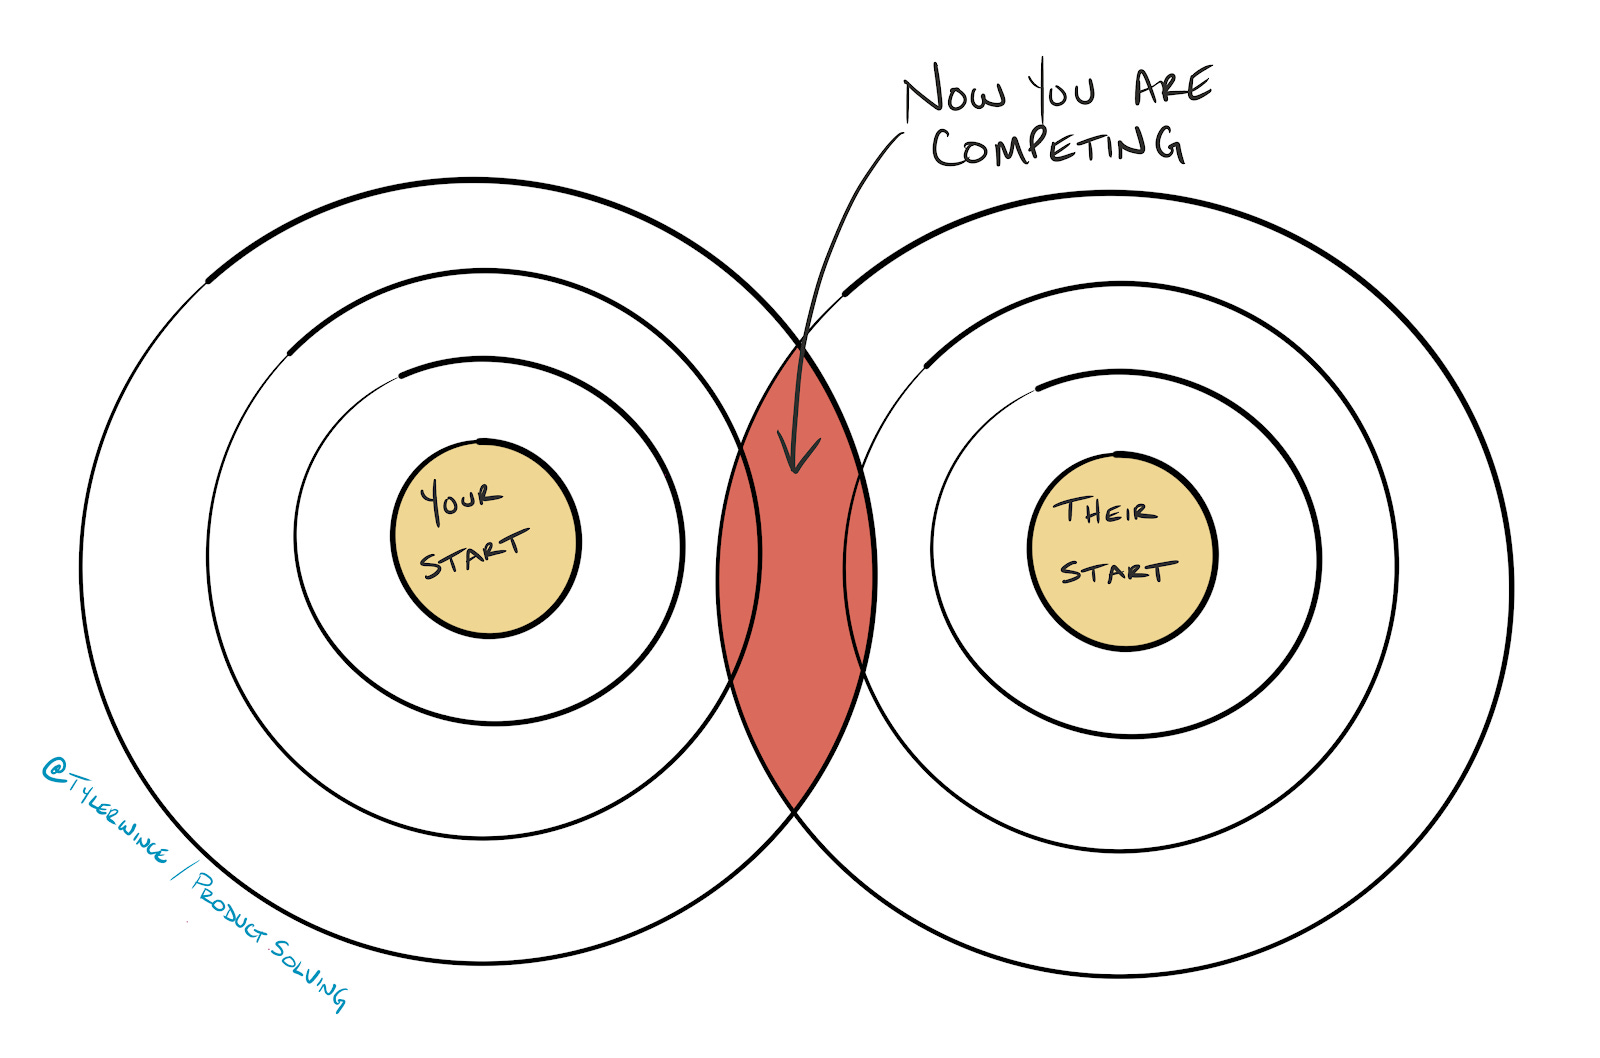 NOW YOU ARE
COMPETING
YOUR
START
THEIR
START
@TYLERWINCE / PRODUCT.SOLVING